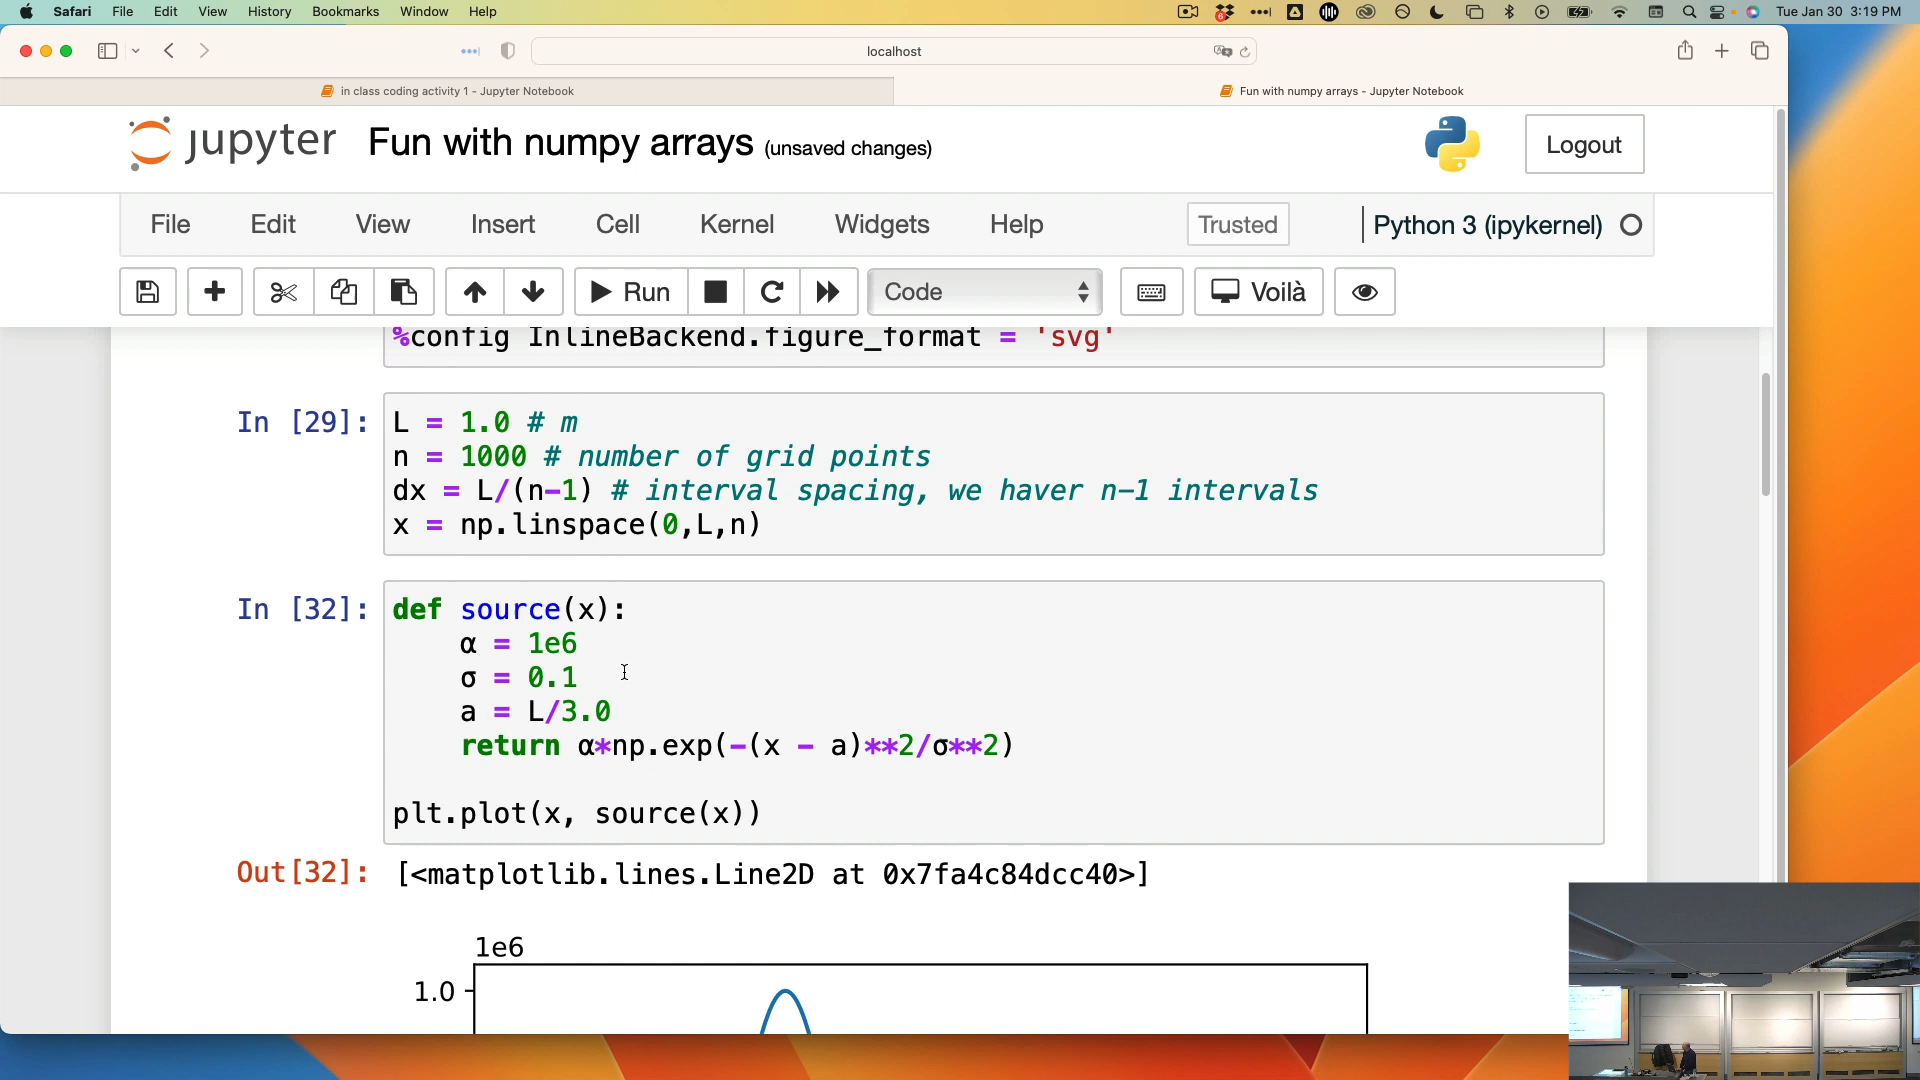 Safari File Edit View History Bookmarks Window Help
6
Tue Jan 30 3:19 PM
localhost
in class coding activity 1 - Jupyter Notebook
Fun with numpy arrays - Jupyter Notebook
jupyter Fun with numpy arrays (unsaved changes)
Logout
File Edit View Insert Cell Kernel Widgets Help
Trusted
Python 3 (ipykernel)
Run
Code
Voilà
%config InlineBackend.figure_format = 'svg'
In [29]:
L = 1.0 # m
n = 1000 # number of grid points
dx = L/(n-1) # interval spacing, we haver n-1 intervals
x = np.linspace(0,L,n)
In [32]:
def source(x):
α = 1e6
σ = 0.1
a = L/3.0
return α*np.exp(-(x - a)**2/σ**2)
plt.plot(x, source(x))
Out[32]:
[<matplotlib.lines.Line2D at 0x7fa4c84dcc40>]
1e6
1.0